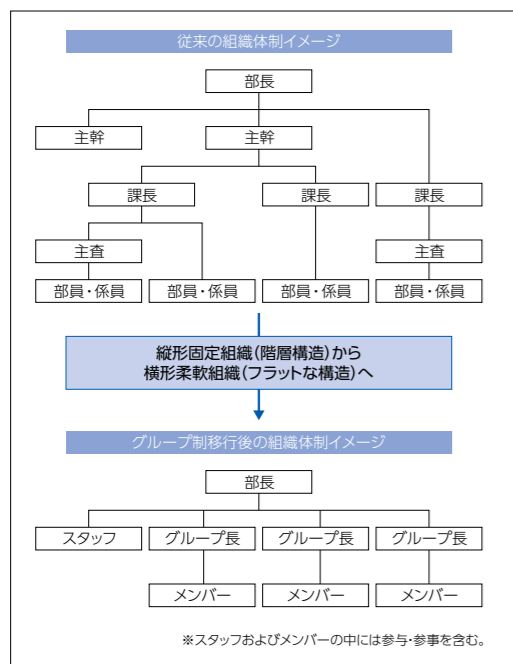 従来の組織体制イメージ
部長
主幹 主幹
課長 課長 課長
主査 主査
部員・係員 部員・係員 部員・係員 部員・係員
縦形固定組織(階層構造)から
横形柔軟組織(フラットな構造)へ
グループ制移行後の組織体制イメージ
部長
スタッフ グループ長 グループ長 グループ長
メンバー メンバー メンバー
※スタッフおよびメンバーの中には参与・参事を含む。